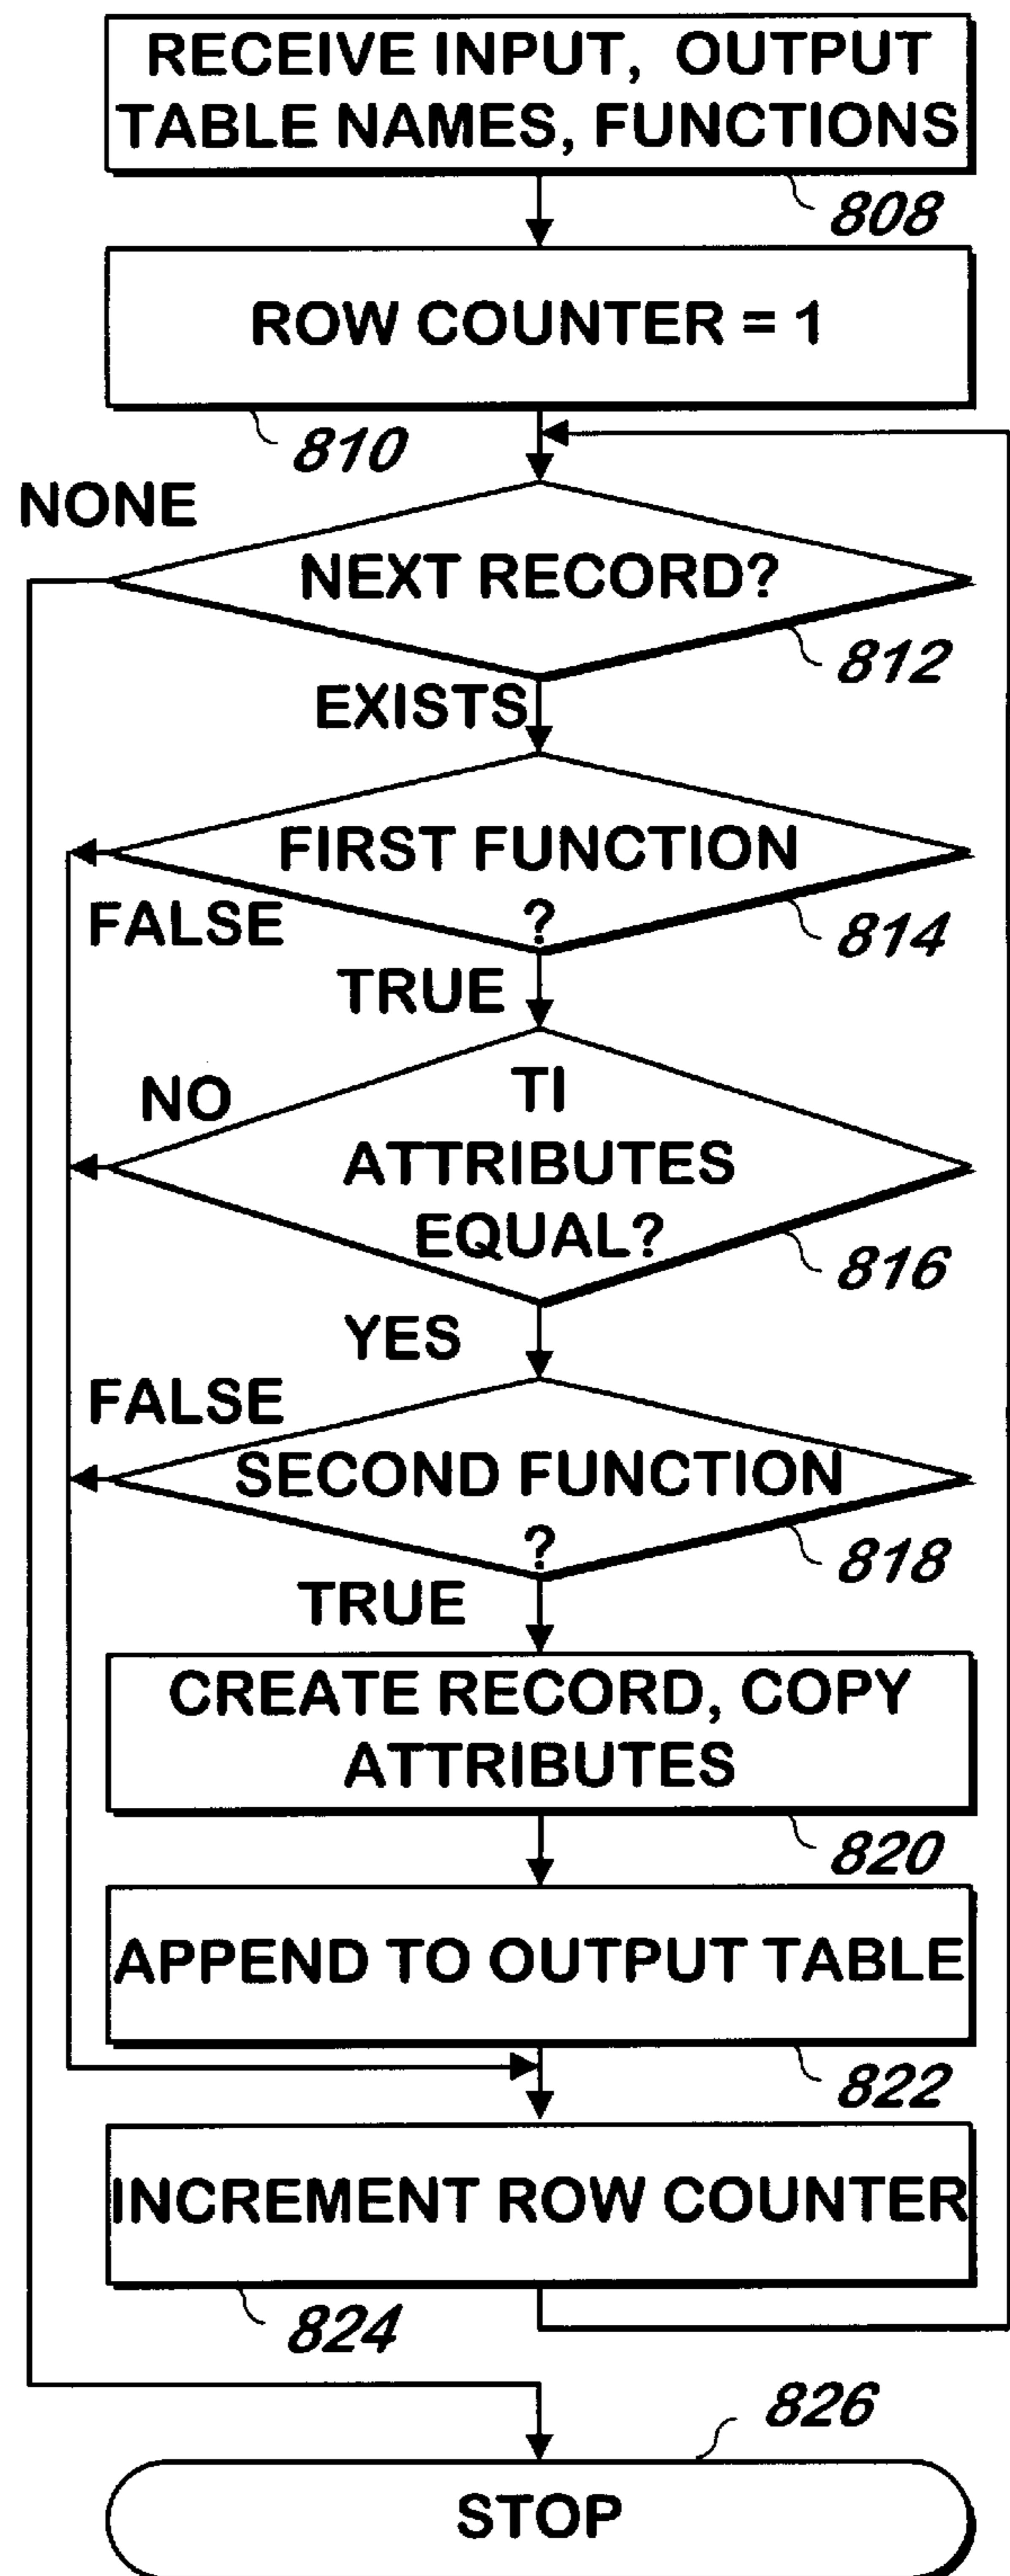 RECEIVE INPUT, OUTPUT
TABLE NAMES, FUNCTIONS
808
ROW COUNTER = 1
810
NONE
NEXT RECORD?
812
EXISTS
FIRST FUNCTION
?
FALSE
814
TRUE
NO
TI
ATTRIBUTES
EQUAL?
816
YES
FALSE
SECOND FUNCTION
?
818
TRUE
CREATE RECORD, COPY
ATTRIBUTES
820
APPEND TO OUTPUT TABLE
822
INCREMENT ROW COUNTER
824
826
STOP